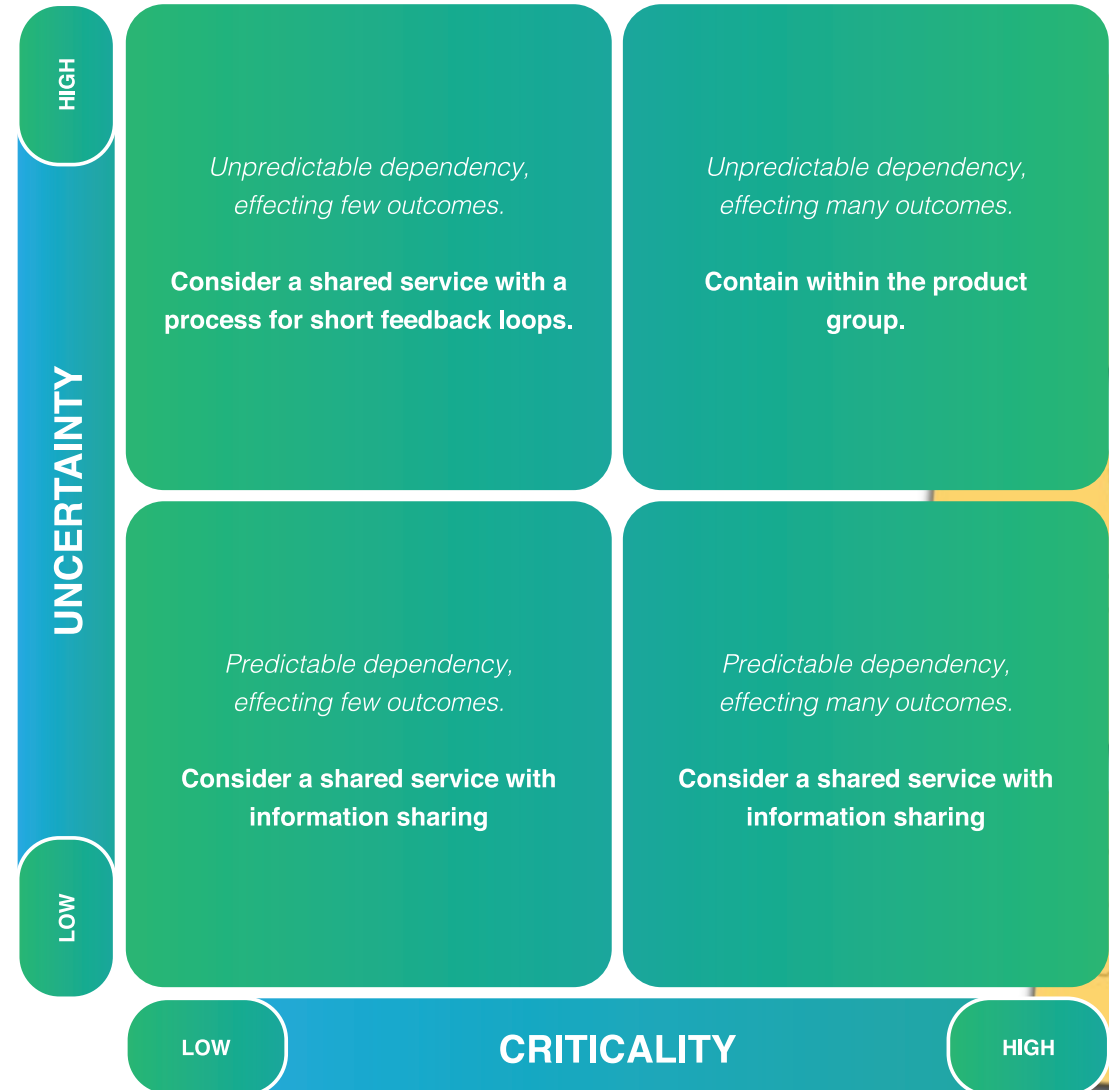 HIGH
UNCERTAINTY
LOW
Unpredictable dependency,
effecting few outcomes.
Consider a shared service with a
process for short feedback loops.
Unpredictable dependency,
effecting many outcomes.
Contain within the product
group.
Predictable dependency,
effecting few outcomes.
Consider a shared service with
information sharing
Predictable dependency,
effecting many outcomes.
Consider a shared service with
information sharing
LOW
CRITICALITY
HIGH